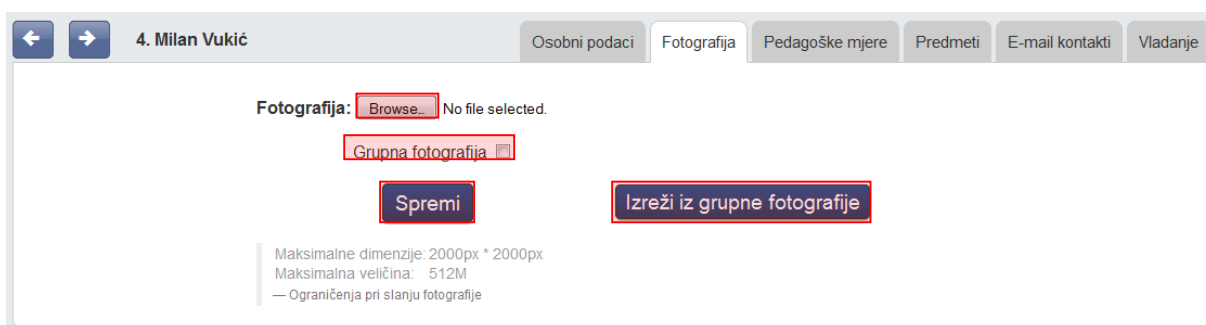 4. Milan Vukić
Osobni podaci
Fotografija
Pedagoške mjere
Predmeti
E-mail kontakti
Vladanje
Fotografija: Browse... No file selected.
Grupna fotografija
Spremi
Izreži iz grupne fotografije
Maksimalne dimenzije: 2000px * 2000px
Maksimalna veličina: 512M
— Ograničenja pri slanju fotografije